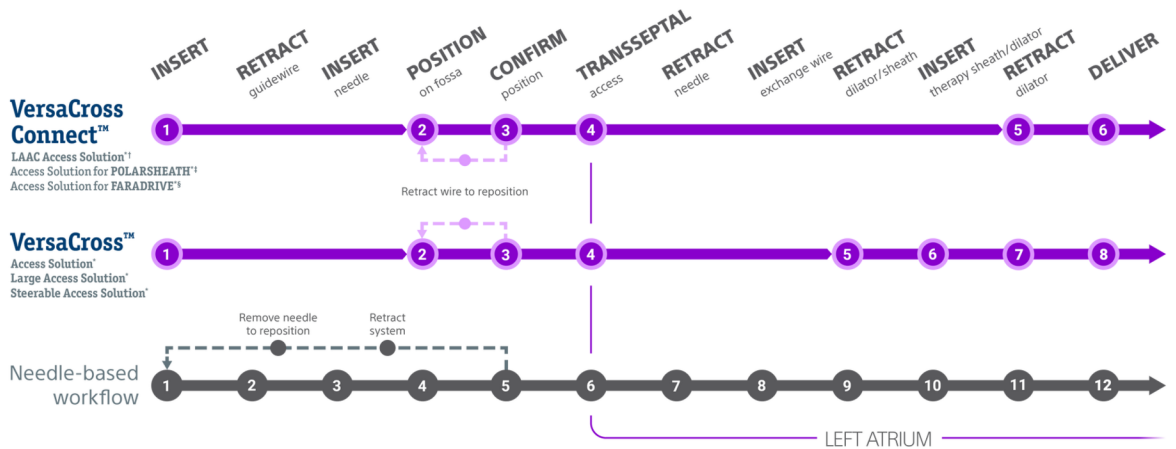 INSERT
RETRACT
guidewire
INSERT
needle
POSITION
on fossa
CONFIRM
position
TRANSSEPTAL
access
RETRACT
needle
INSERT
exchange wire
RETRACT
dilator/sheath
INSERT
therapy sheath/dilator
RETRACT
dilator
DELIVER
VersaCross
Connect™
LAAC Access Solution*†
Access Solution for POLARSHEATH*‡
Access Solution for FARADRIVE*§
1
2
3
4
5
6
Retract wire to reposition
VersaCross™
Access Solution*
Large Access Solution*
Steerable Access Solution*
1
2
3
4
5
6
7
8
Remove needle
to reposition
Retract
system
Needle-based
workflow
1
2
3
4
5
6
7
8
9
10
11
12
LEFT ATRIUM